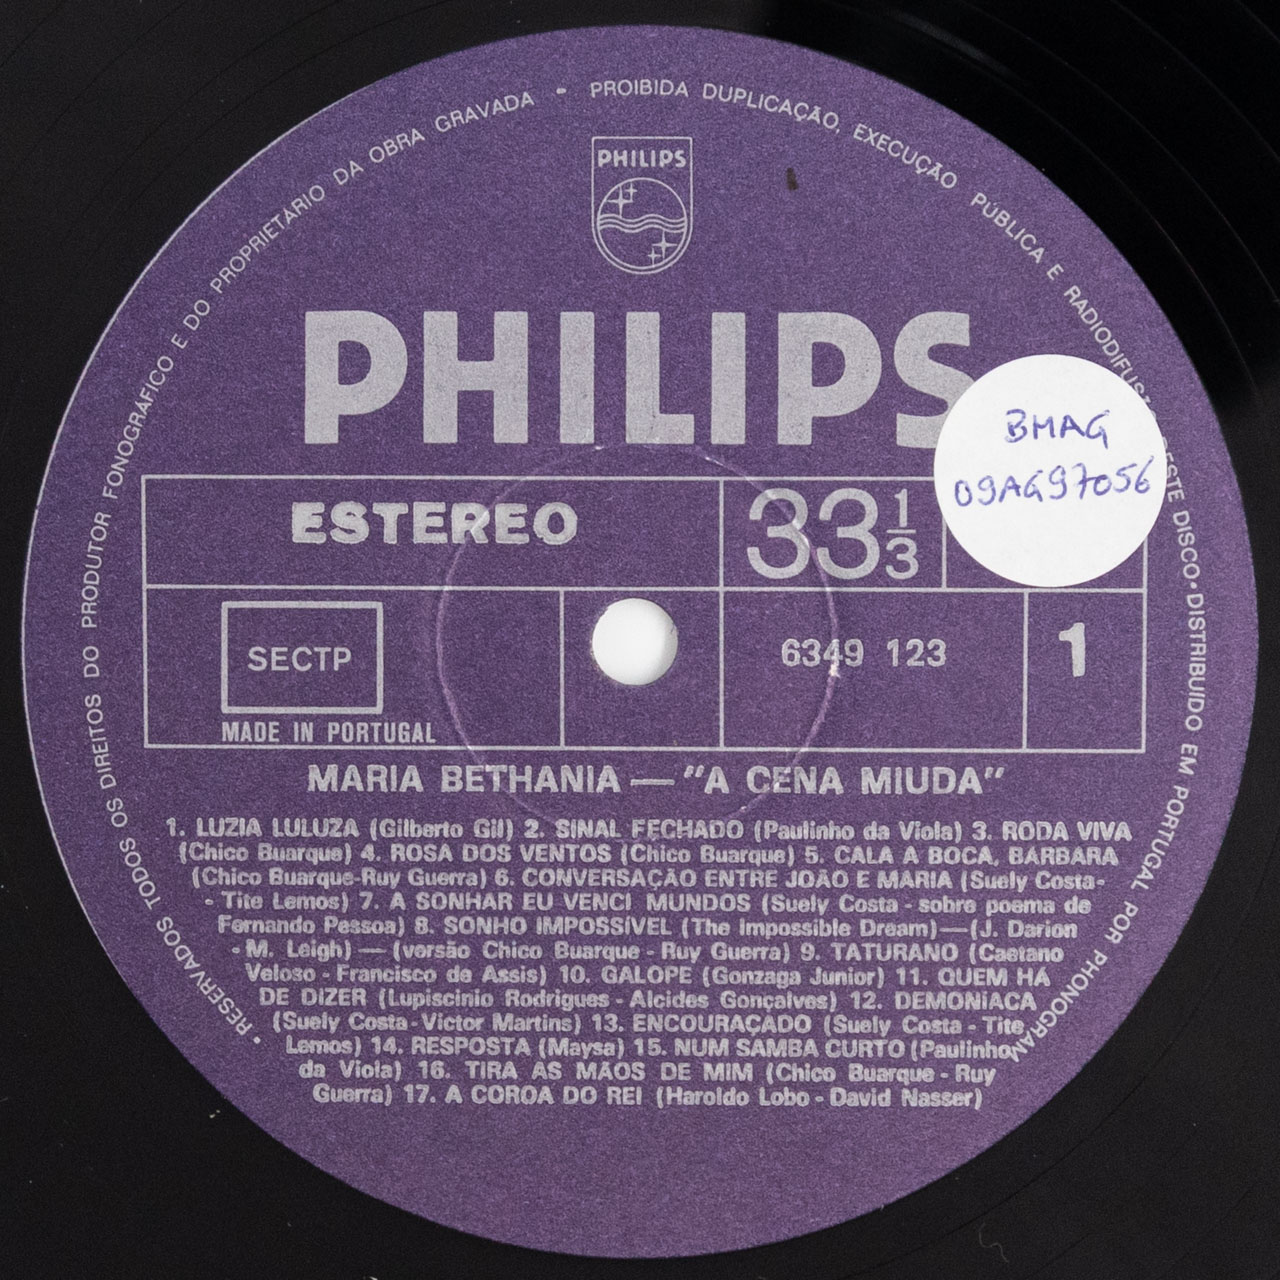 RESERVADOS TODOS OS DIREITOS DO PRODUTOR FONOGRÁFICO E DO PROPRIETÁRIO DA OBRA GRAVADA • PROIBIDA DUPLICAÇÃO, EXECUÇÃO PÚBLICA E RADIODIFUSÃO DESTE DISCO • DISTRIBUÍDO EM PORTUGAL POR PHONOGRAM •
PHILIPS
PHILIPS
BMAG
09AG97056
ESTEREO
33 1/3
SECTP
6349 123
1
MADE IN PORTUGAL
MARIA BETHANIA — "A CENA MIUDA"
1. LUZIA LULUZA (Gilberto Gil) 2. SINAL FECHADO (Paulinho da Viola) 3. RODA VIVA
(Chico Buarque) 4. ROSA DOS VENTOS (Chico Buarque) 5. CALA A BOCA, BÁRBARA
(Chico Buarque-Ruy Guerra) 6. CONVERSAÇÃO ENTRE JOÃO E MARIA (Suely Costa-
- Tite Lemos) 7. A SONHAR EU VENCI MUNDOS (Suely Costa - sobre poema de
Fernando Pessoa) 8. SONHO IMPOSSÍVEL (The Impossible Dream)—(J. Darion
- M. Leigh) — (versão Chico Buarque - Ruy Guerra) 9. TATURANO (Caetano
Veloso - Francisco de Assis) 10. GALOPE (Gonzaga Junior) 11. QUEM HÁ
DE DIZER (Lupiscinio Rodrigues - Alcides Gonçalves) 12. DEMONIACA
(Suely Costa - Victor Martins) 13. ENCOURAÇADO (Suely Costa - Tite
Lemos) 14. RESPOSTA (Maysa) 15. NUM SAMBA CURTO (Paulinho
da Viola) 16. TIRA AS MÃOS DE MIM (Chico Buarque - Ruy
Guerra) 17. A COROA DO REI (Haroldo Lobo - David Nasser)